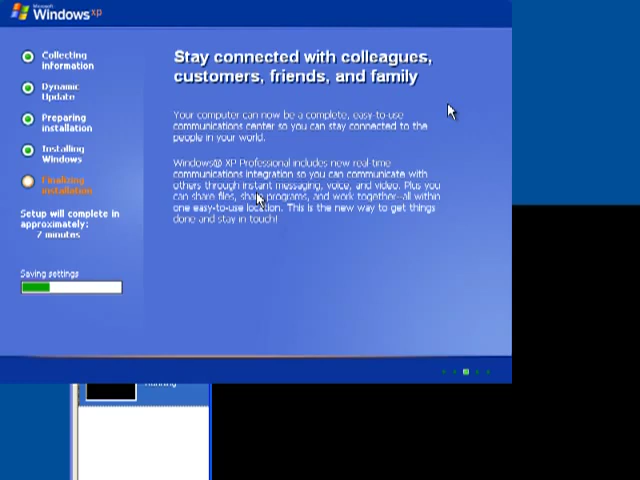 Microsoft
Windows xp
Collecting
information
Dynamic
Update
Preparing
installation
Installing
Windows
Finalizing
installation
Setup will complete in
approximately:
7 minutes
Saving settings
Stay connected with colleagues,
customers, friends, and family
Your computer can now be a complete, easy-to-use
communications center so you can stay connected to the
people in your world.
Windows® XP Professional includes new real-time
communications integration so you can communicate with
others through instant messaging, voice, and video. Plus you
can share files, share programs, and work together--all within
one easy-to-use location. This is the new way to get things
done and stay in touch!
Running